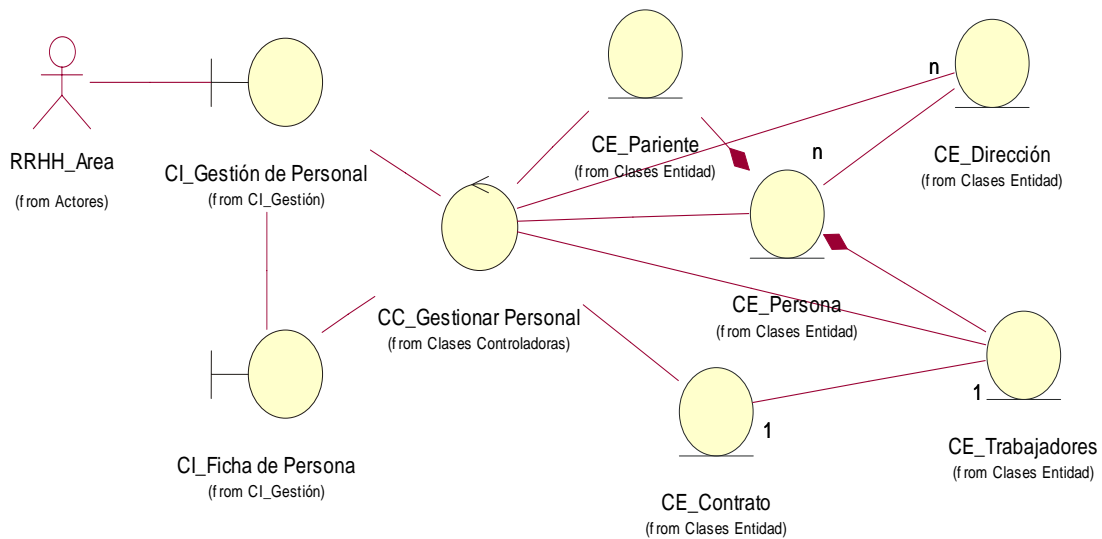 RRHH_Area
(from Actores)
CI_Gestión de Personal
(from CI_Gestión)
CE_Pariente
(from Clases Entidad)
n
n
CE_Dirección
(from Clases Entidad)
CC_Gestionar Personal
(from Clases Controladoras)
CE_Persona
(from Clases Entidad)
CI_Ficha de Persona
(from CI_Gestión)
1
1
CE_Contrato
(from Clases Entidad)
CE_Trabajadores
(from Clases Entidad)